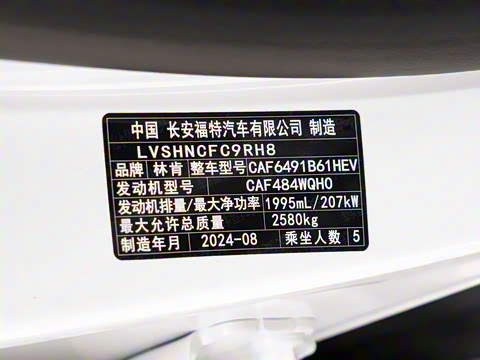 中国 长安福特汽车有限公司 制造
LVSHNCFC9RH8
品牌 林肯 整车型号 CAF6491B61HEV
发动机型号 CAF484WQH0
发动机排量/最大净功率 1995mL/207kW
最大允许总质量 2580kg
制造年月 2024-08 乘坐人数 5